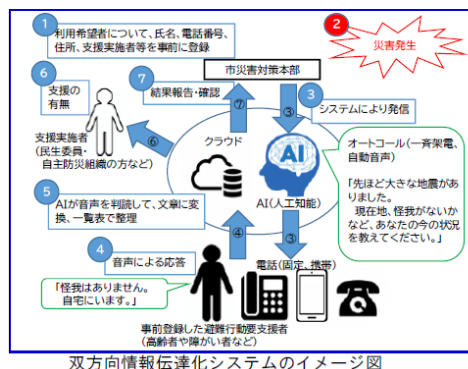 ① 利用希望者について、氏名、電話番号、
住所、支援実施者等を事前に登録
②
災害発生
⑥ 支援の
有無
⑦ 結果報告・確認
市災害対策本部
③ システムにより発信
支援実施者
(民生委員・
自主防災組織の方など)
⑦
③
⑥
クラウド
AI
AI(人工知能)
オートコール(一斉架電、
自動音声)
「先ほど大きな地震があり
ました。
現在地、怪我がないか
など、あなたの今の状況
を教えてください。」
⑤ AIが音声を判読して、文章に変
換、一覧表で整理
④
③
④ 音声による応答
電話(固定、携帯)
「怪我はありません。
自宅にいます。」
事前登録した避難行動要支援者
(高齢者や障がい者など)
双方向情報伝達化システムのイメージ図